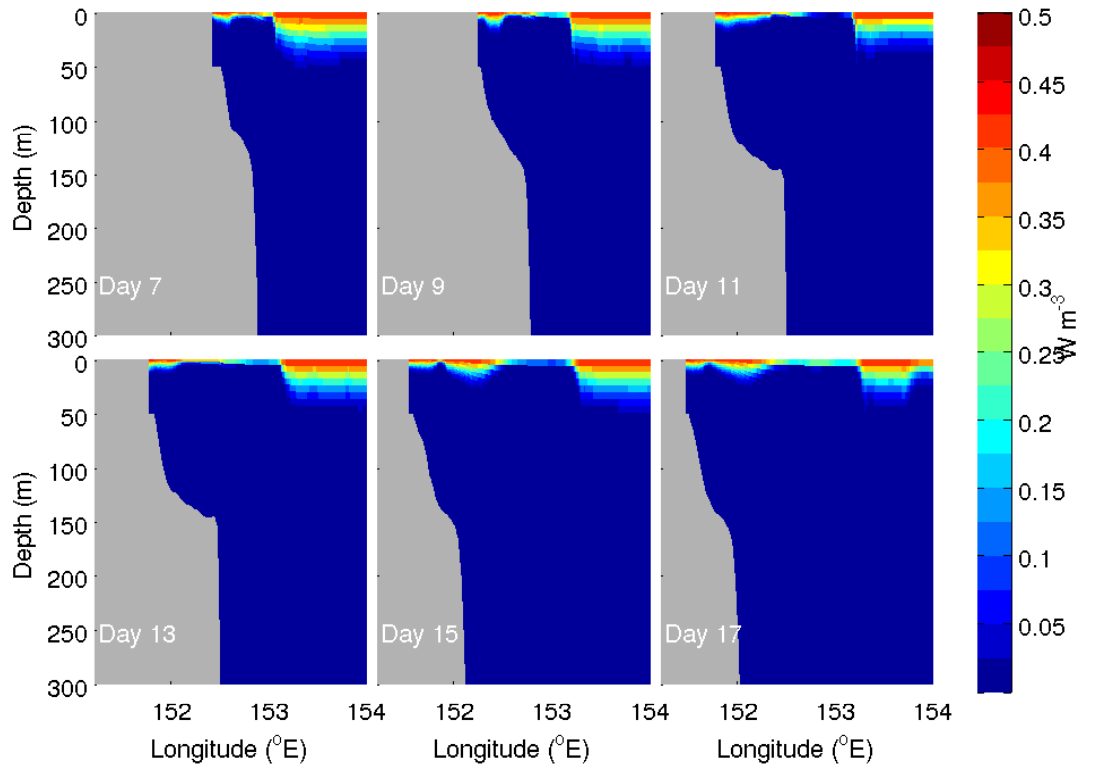 0
50
100
150
200
250
300
Depth (m)
Day 7
Day 9
Day 11
0
50
100
150
200
250
300
Depth (m)
Day 13
Day 15
Day 17
152
153
154
152
153
154
152
153
154
Longitude (°E)
Longitude (°E)
Longitude (°E)
0.5
0.45
0.4
0.35
0.3
0.25
0.2
0.15
0.1
0.05
W m⁻³